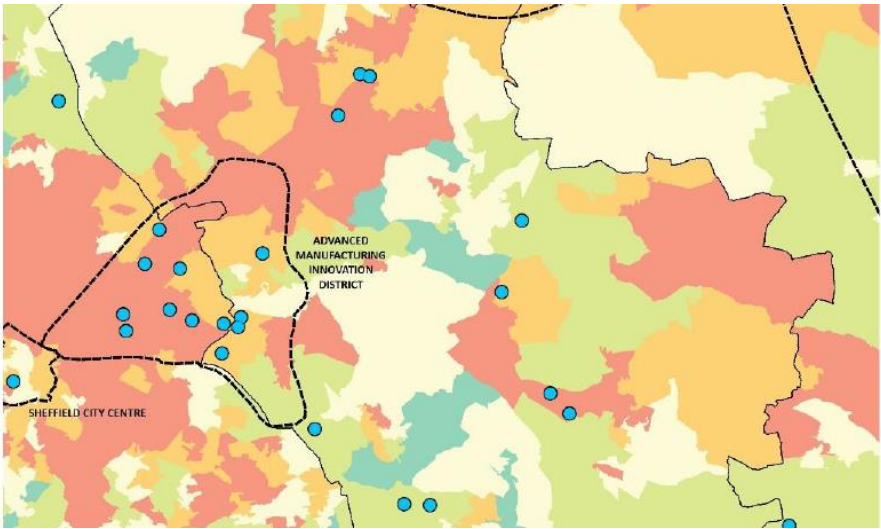 ADVANCED
MANUFACTURING
INNOVATION
DISTRICT
SHEFFIELD CITY CENTRE